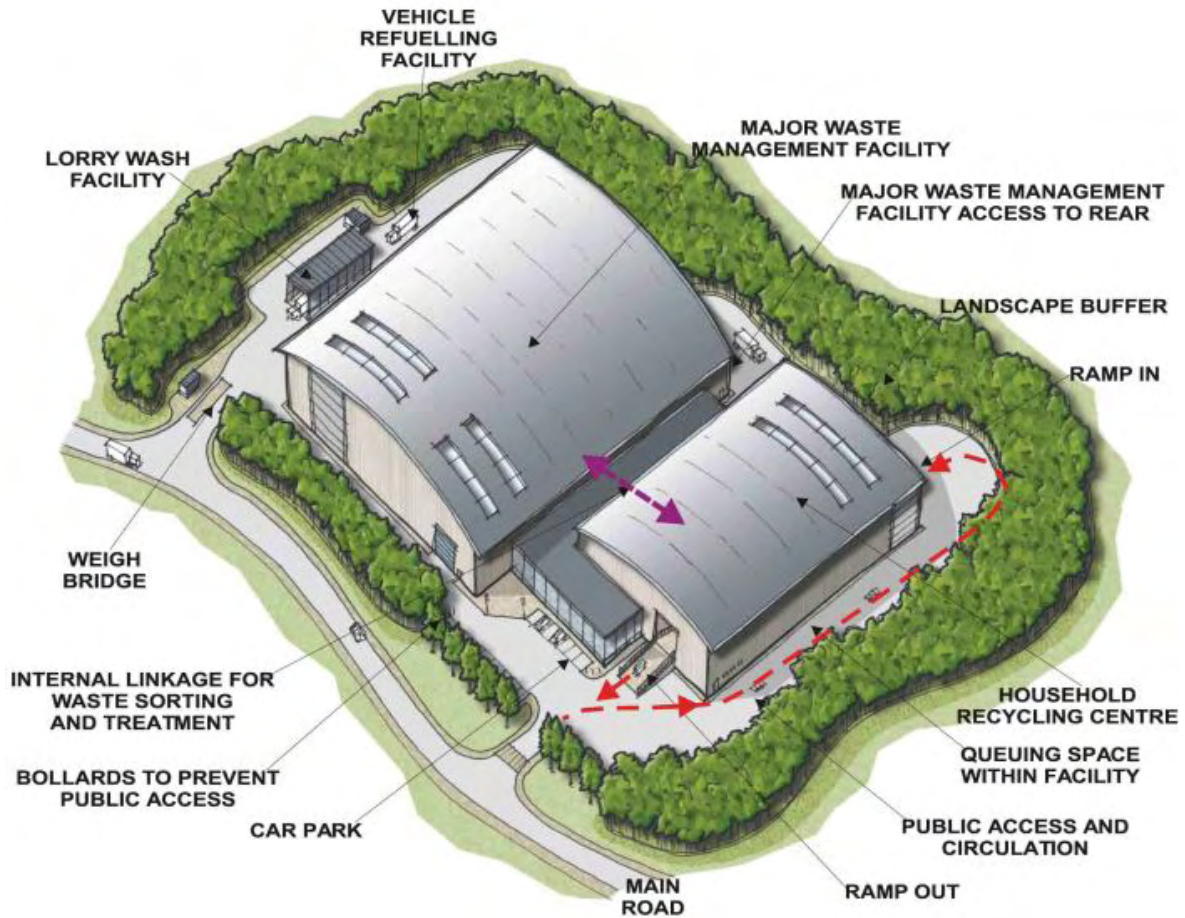 VEHICLE
REFUELLING
FACILITY
LORRY WASH
FACILITY
MAJOR WASTE
MANAGEMENT FACILITY
MAJOR WASTE MANAGEMENT
FACILITY ACCESS TO REAR
LANDSCAPE BUFFER
RAMP IN
WEIGH
BRIDGE
INTERNAL LINKAGE FOR
WASTE SORTING
AND TREATMENT
BOLLARDS TO PREVENT
PUBLIC ACCESS
CAR PARK
MAIN
ROAD
HOUSEHOLD
RECYCLING CENTRE
QUEUING SPACE
WITHIN FACILITY
PUBLIC ACCESS AND
CIRCULATION
RAMP OUT